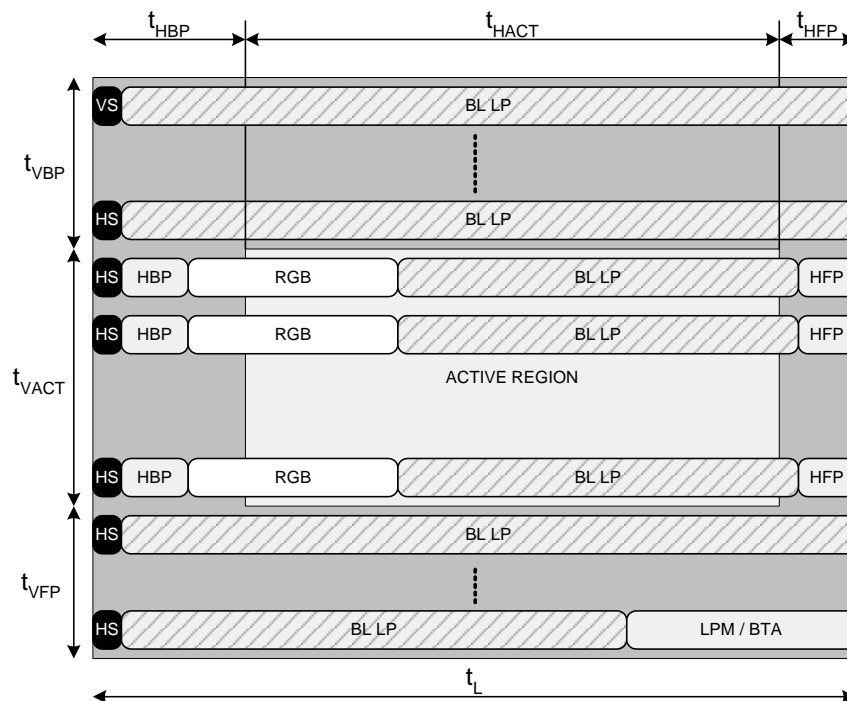 tHBP tHACT tHFP
VS BL LP
tVBP
HS BL LP
HS HBP RGB BL LP HFP
HS HBP RGB BL LP HFP
tVACT ACTIVE REGION
HS HBP RGB BL LP HFP
HS BL LP
tVFP
HS BL LP LPM / BTA
tL